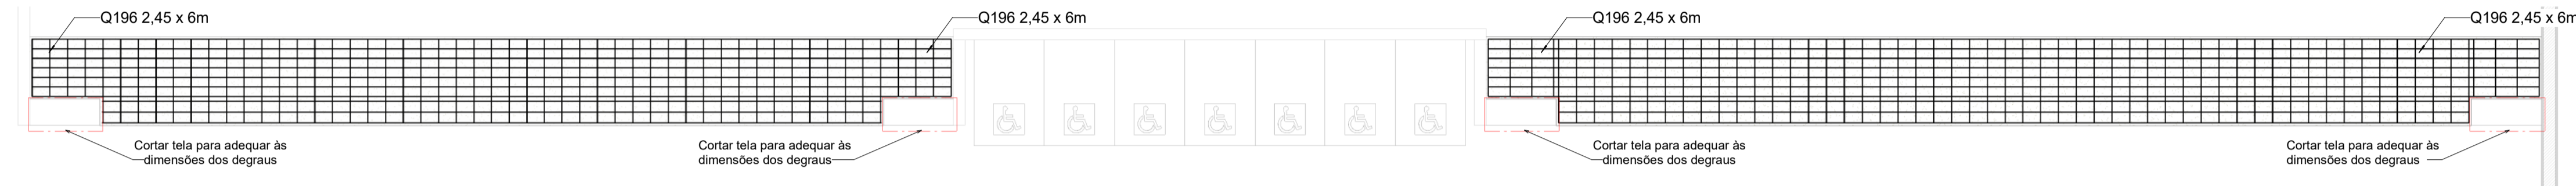 Q196 2,45 x 6m
Q196 2,45 x 6m
Q196 2,45 x 6m
Q196 2,45 x 6m
Cortar tela para adequar às
dimensões dos degraus
Cortar tela para adequar às
dimensões dos degraus
Cortar tela para adequar às
dimensões dos degraus
Cortar tela para adequar às
dimensões dos degraus